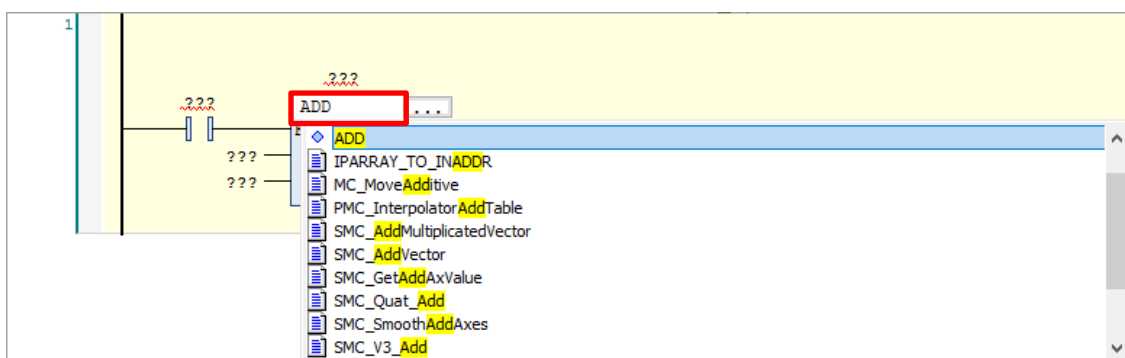 1
???
???
ADD
...
ADD
???
IPARRAY_TO_INADDR
???
MC_MoveAdditive
PMC_InterpolatorAddTable
SMC_AddMultiplicatedVector
SMC_AddVector
SMC_GetAddAxValue
SMC_Quat_Add
SMC_SmoothAddAxes
SMC_V3_Add